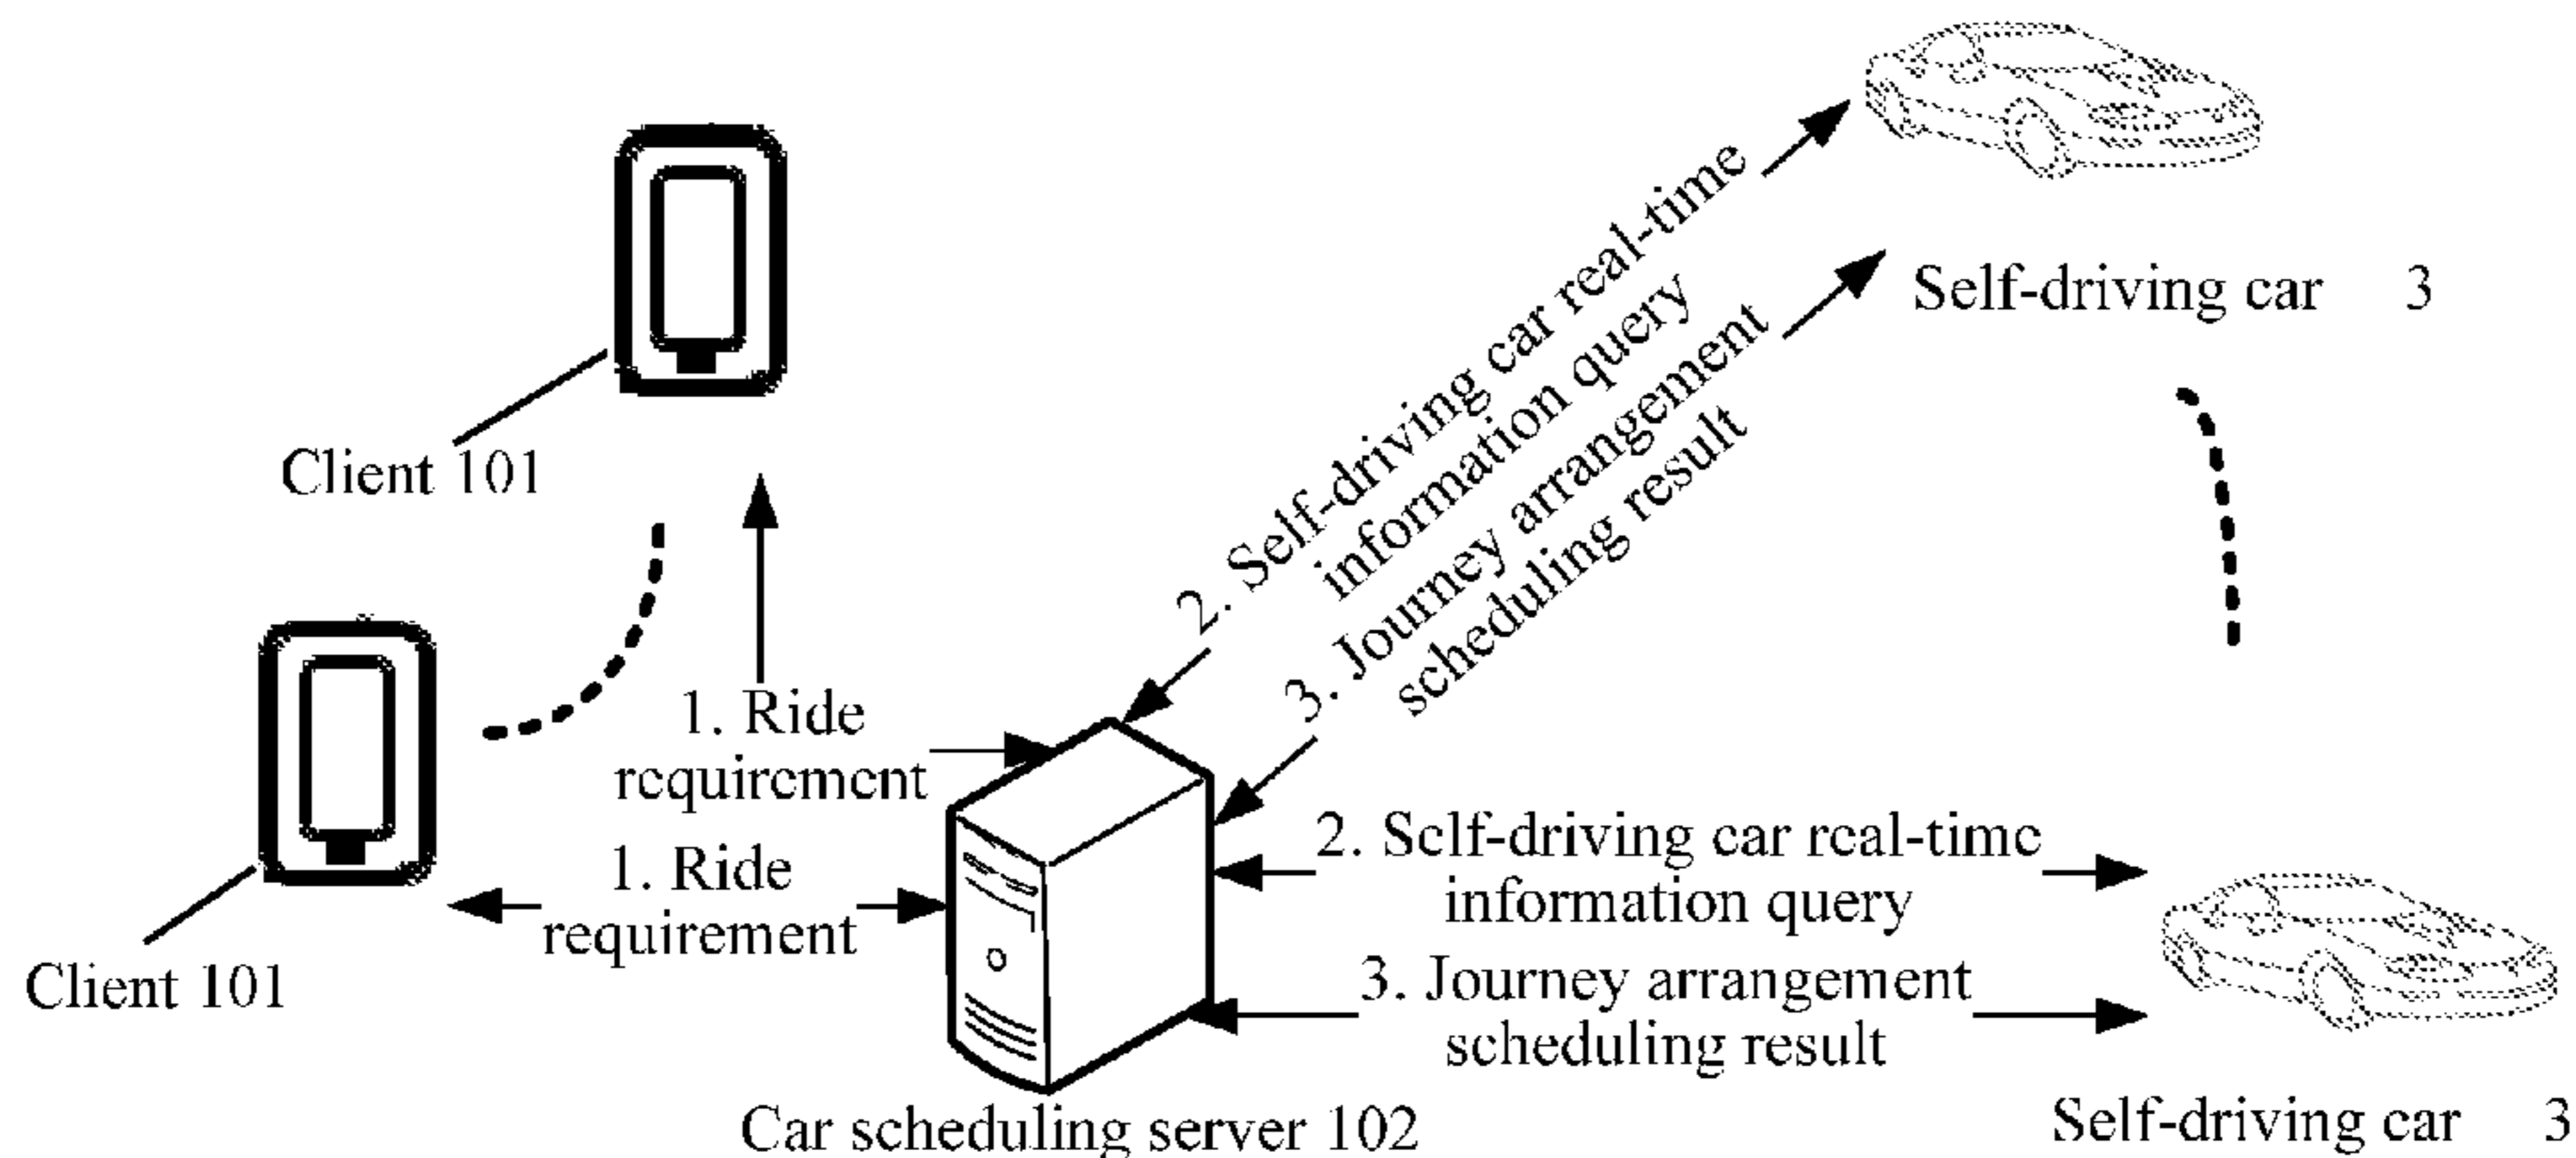 2. Self-driving car real-time
information query
3. Journey arrangement
scheduling result
Self-driving car 3
Client 101
1. Ride
requirement
1. Ride
requirement
Client 101
2. Self-driving car real-time
information query
3. Journey arrangement
scheduling result
Car scheduling server 102
Self-driving car 3